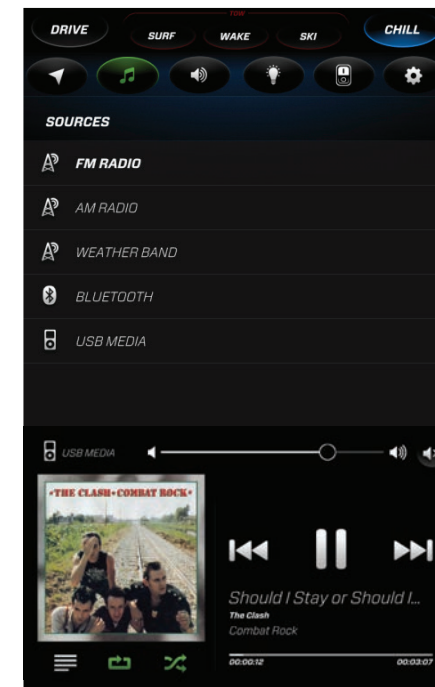 TOW
DRIVE SURF WAKE SKI CHILL
SOURCES
FM RADIO
AM RADIO
WEATHER BAND
BLUETOOTH
USB MEDIA
USB MEDIA
•THE CLASH•COMBAT ROCK•
Should I Stay or Should I...
The Clash
Combat Rock
00:00:12 00:03:07